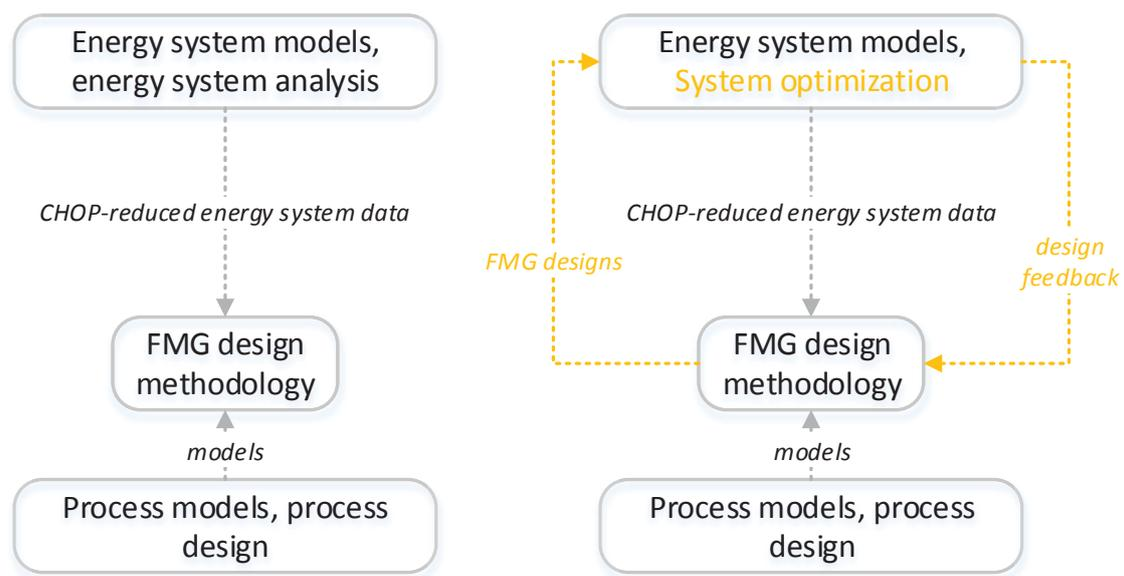 Energy system models,
energy system analysis
CHOP-reduced energy system data
FMG design
methodology
models
Process models, process
design
Energy system models,
System optimization
CHOP-reduced energy system data
FMG designs
design
feedback
FMG design
methodology
models
Process models, process
design